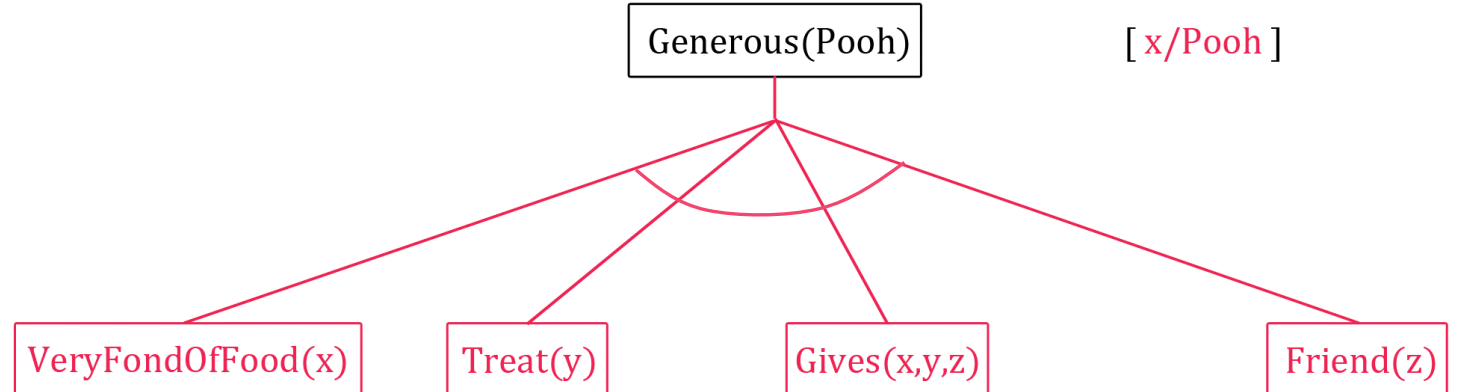 Generous(Pooh) [ x/Pooh ]
VeryFondOfFood(x) Treat(y) Gives(x,y,z) Friend(z)